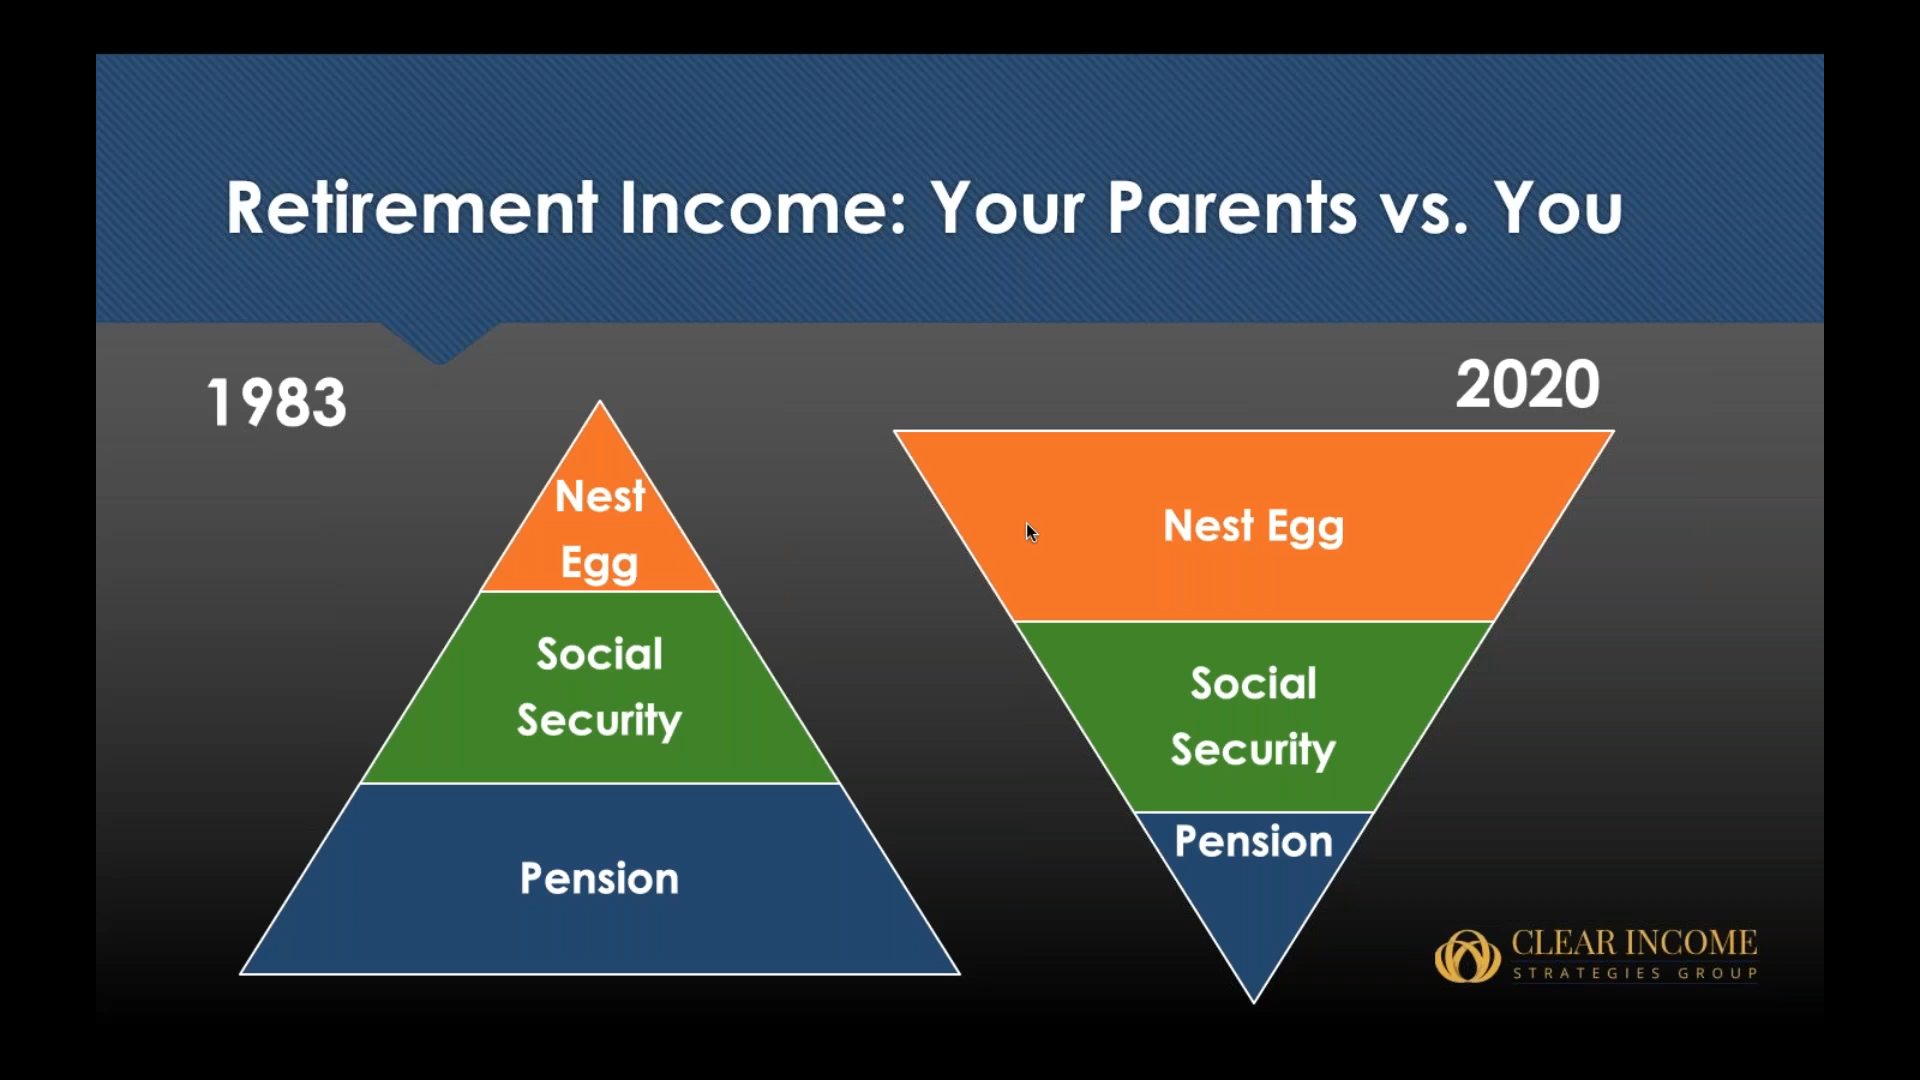 Retirement Income: Your Parents vs. You
1983
Nest
Egg
Social
Security
Pension
2020
Nest Egg
Social
Security
Pension
CLEAR INCOME
STRATEGIES GROUP